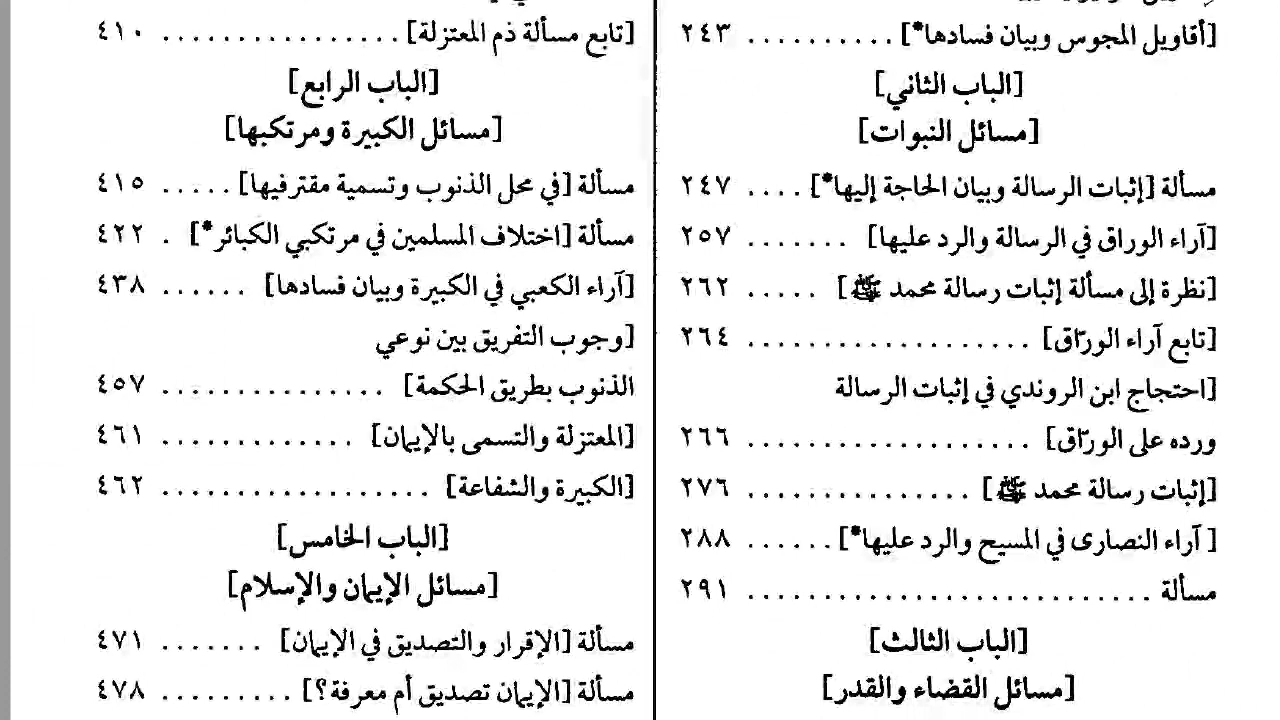 [أقاويل المجوس وبيان فسادها*] .......... ٢٤٣
[الباب الثاني]
[مسائل النبوات]
مسألة [إثبات الرسالة وبيان الحاجة إليها*] .... ٢٤٧
[آراء الوراق في الرسالة والرد عليها] ....... ٢٥٧
[نظرة إلى مسألة إثبات رسالة محمد ﷺ] ..... ٢٦٢
[تابع آراء الورّاق] ................... ٢٦٤
[احتجاج ابن الروندي في إثبات الرسالة
ورده على الورّاق] ................... ٢٦٦
[إثبات رسالة محمد ﷺ] ............... ٢٧٦
[ آراء النصارى في المسيح والرد عليها*] ...... ٢٨٨
مسألة ........................... ٢٩١
[الباب الثالث]
[مسائل القضاء والقدر]
[تابع مسألة ذم المعتزلة] ................ ٤١٠
[الباب الرابع]
[مسائل الكبيرة ومرتكبها]
مسألة [في محل الذنوب وتسمية مقترفيها] ..... ٤١٥
مسألة [اختلاف المسلمين في مرتكبي الكبائر*] . ٤٢٢
[آراء الكعبي في الكبيرة وبيان فسادها] ...... ٤٣٨
[وجوب التفريق بين نوعي
الذنوب بطريق الحكمة] ............... ٤٥٧
[المعتزلة والتسمى بالإيمان] ............. ٤٦١
[الكبيرة والشفاعة] .................. ٤٦٢
[الباب الخامس]
[مسائل الإيمان والإسلام]
مسألة [الإقرار والتصديق في الإيمان] ....... ٤٧١
مسألة [الإيمان تصديق أم معرفة؟] ......... ٤٧٨